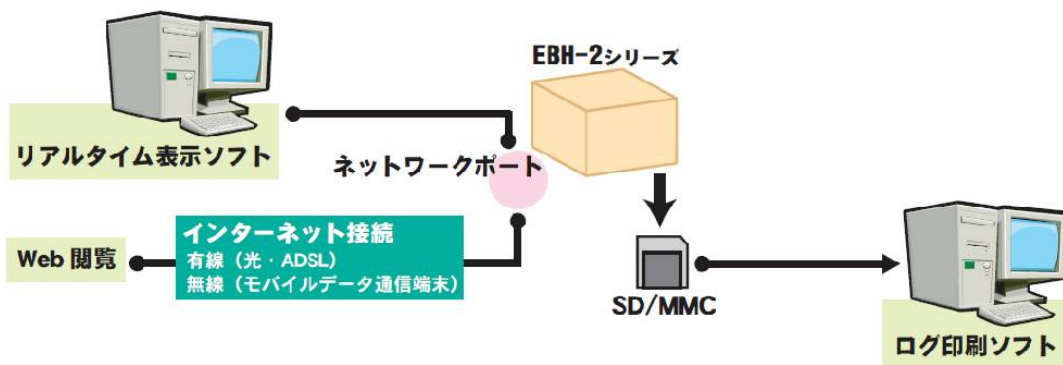 EBH-2シリーズ
リアルタイム表示ソフト
ネットワークポート
インターネット接続
有線（光・ADSL）
無線（モバイルデータ通信端末）
Web 閲覧
SD/MMC
ログ印刷ソフト